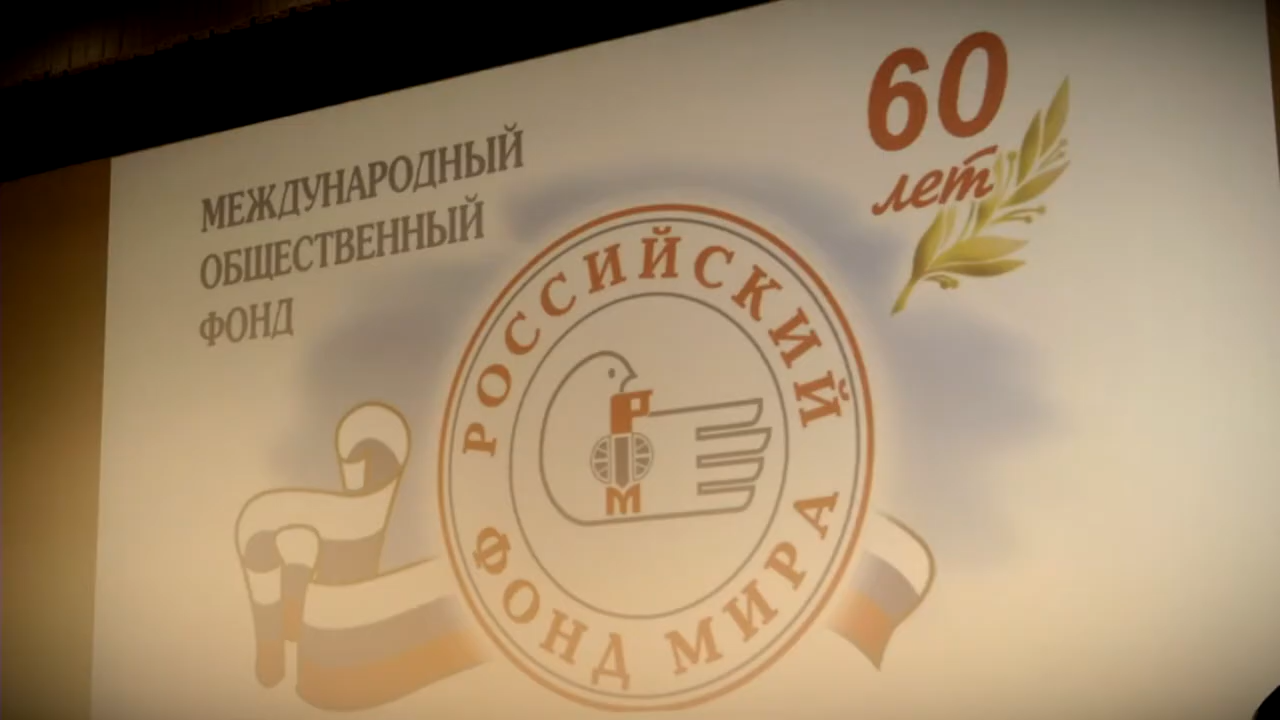 МЕЖДУНАРОДНЫЙ
ОБЩЕСТВЕННЫЙ
ФОНД
60
лет
РОССИЙСКИЙ
ФОНД МИРА
Р
Ф
М